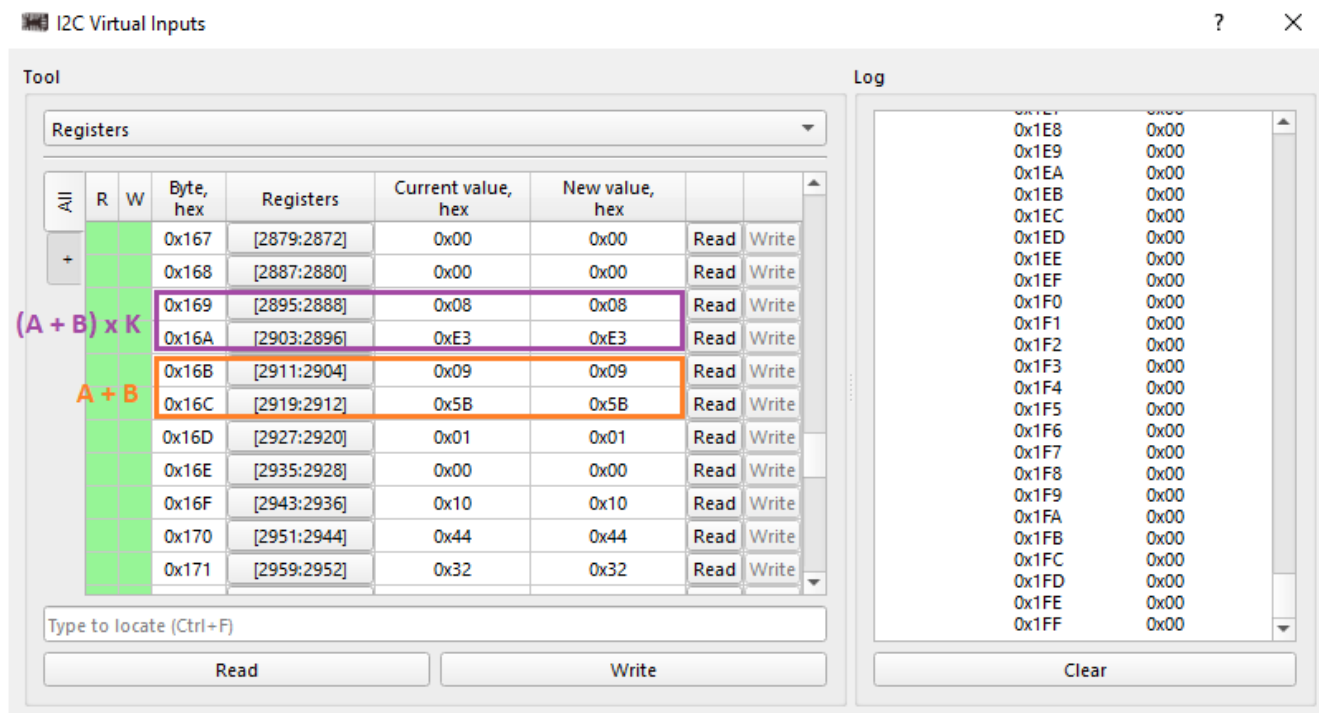 I2C Virtual Inputs ? ×
Tool
Log
Registers
All
+
R W Byte, hex Registers Current value, hex New value, hex
0x167 [2879:2872] 0x00 0x00 Read Write
0x168 [2887:2880] 0x00 0x00 Read Write
0x169 [2895:2888] 0x08 0x08 Read Write
(A + B) x K
0x16A [2903:2896] 0xE3 0xE3 Read Write
0x16B [2911:2904] 0x09 0x09 Read Write
A + B
0x16C [2919:2912] 0x5B 0x5B Read Write
0x16D [2927:2920] 0x01 0x01 Read Write
0x16E [2935:2928] 0x00 0x00 Read Write
0x16F [2943:2936] 0x10 0x10 Read Write
0x170 [2951:2944] 0x44 0x44 Read Write
0x171 [2959:2952] 0x32 0x32 Read Write
Type to locate (Ctrl+F)
Read Write
0x1E8 0x00
0x1E9 0x00
0x1EA 0x00
0x1EB 0x00
0x1EC 0x00
0x1ED 0x00
0x1EE 0x00
0x1EF 0x00
0x1F0 0x00
0x1F1 0x00
0x1F2 0x00
0x1F3 0x00
0x1F4 0x00
0x1F5 0x00
0x1F6 0x00
0x1F7 0x00
0x1F8 0x00
0x1F9 0x00
0x1FA 0x00
0x1FB 0x00
0x1FC 0x00
0x1FD 0x00
0x1FE 0x00
0x1FF 0x00
Clear